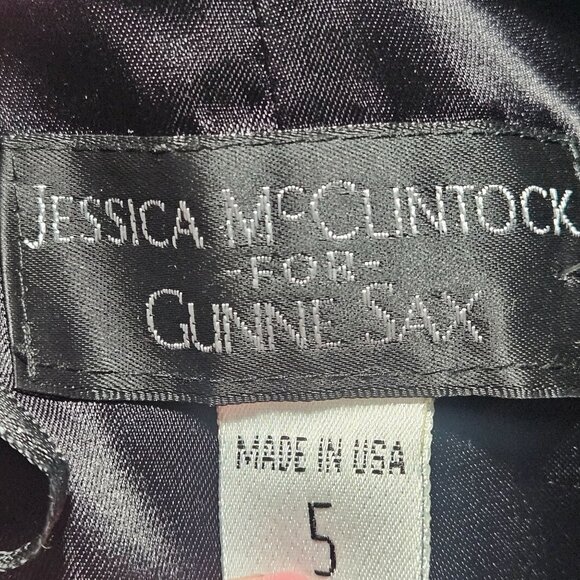 JESSICA MCCLINTOCK
-FOR-
GUNNE SAX
MADE IN USA
5